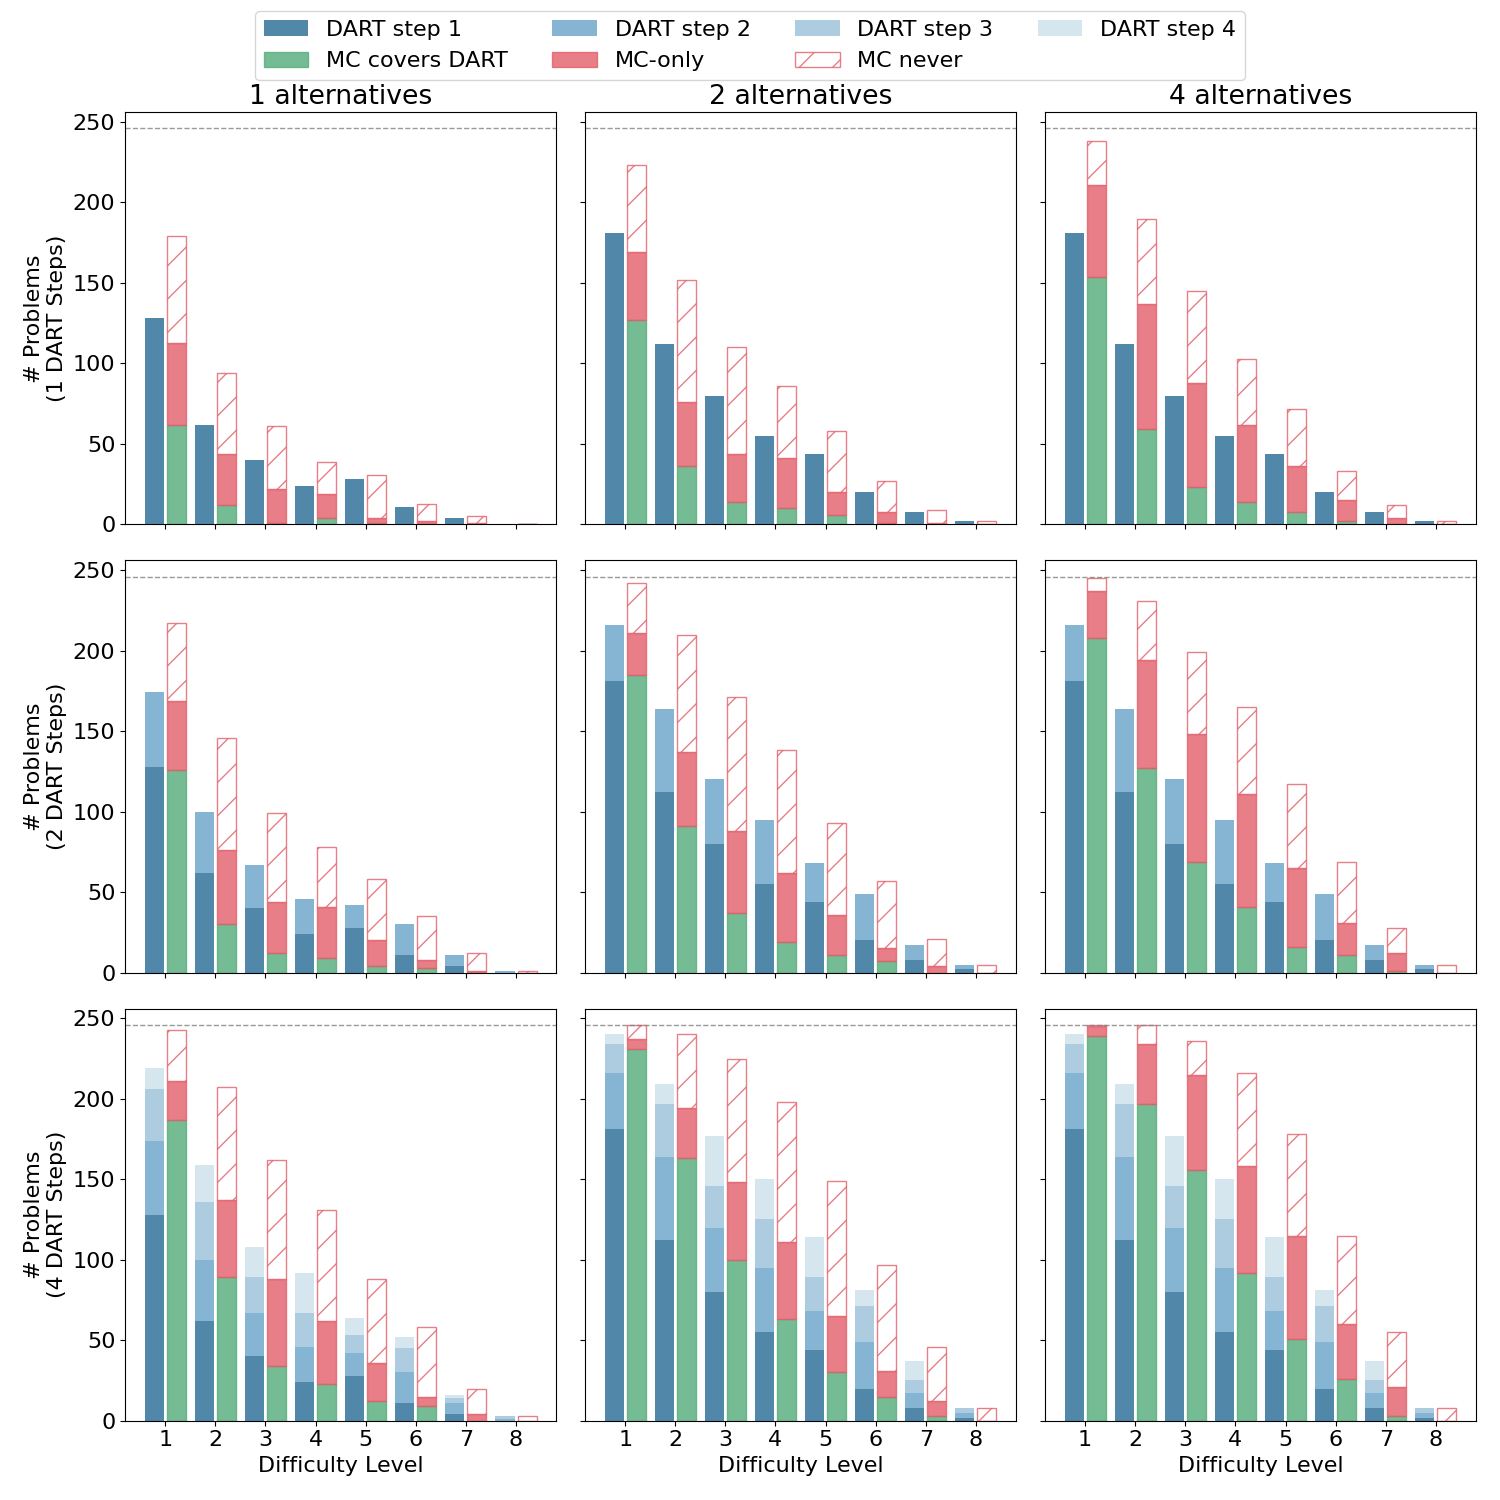 DART step 1 DART step 2 DART step 3 DART step 4
MC covers DART MC-only MC never
1 alternatives 2 alternatives 4 alternatives
# Problems
(1 DART Steps)
250
200
150
100
50
0
# Problems
(2 DART Steps)
250
200
150
100
50
0
# Problems
(4 DART Steps)
250
200
150
100
50
0
1 2 3 4 5 6 7 8 1 2 3 4 5 6 7 8 1 2 3 4 5 6 7 8
Difficulty Level Difficulty Level Difficulty Level